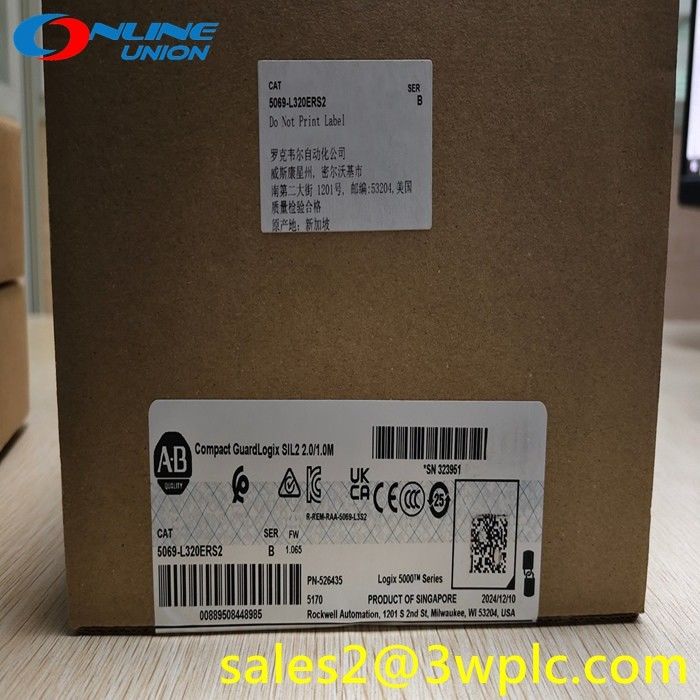 ONLINE
UNION
CAT SER
5069-L320ERS2 B
Do Not Print Label
罗克韦尔自动化公司
威斯康星州, 密尔沃基市
南第二大街 1201号, 邮编:53204,美国
质量检验合格
原产地: 新加坡
A-B
QUALITY
Compact GuardLogix SIL2 2.0/1.0M
*SN 323951
UK
CA
CE
CCC
25
R-REM-RAA-5069-L3S2
CAT SER FW
5069-L320ERS2 B 1.065
PN-526435 Logix 5000™ Series
5170 PRODUCT OF SINGAPORE 2024/12/10
00889508448985 Rockwell Automation, 1201 S 2nd St, Milwaukee, WI 53204, USA
sales2@3wplc.com